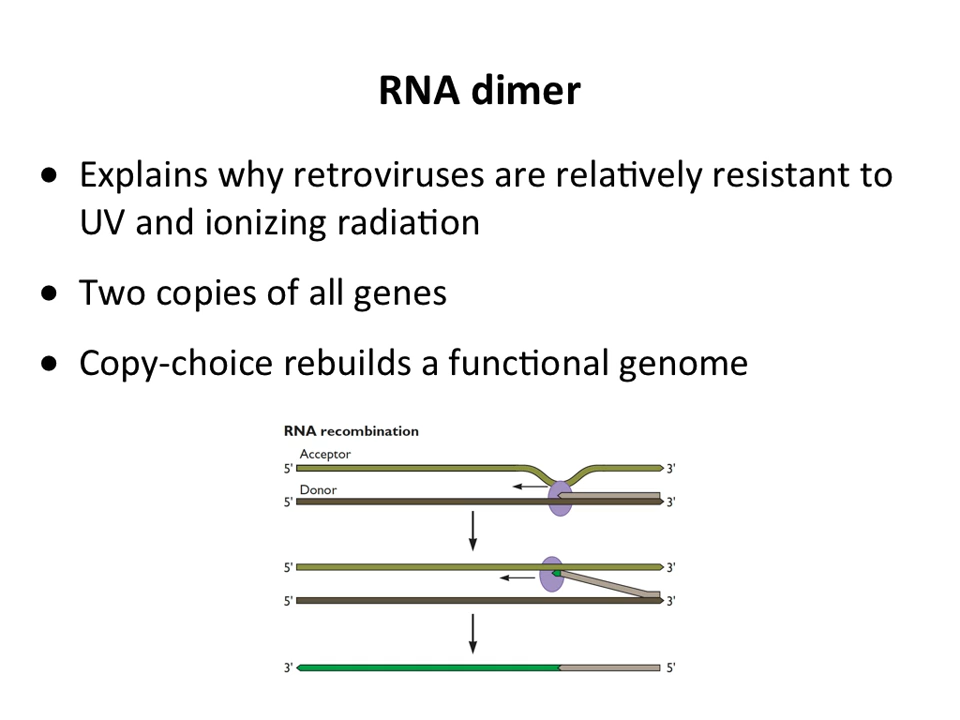 RNA dimer
• Explains why retroviruses are relatively resistant to
UV and ionizing radiation
• Two copies of all genes
• Copy-choice rebuilds a functional genome
RNA recombination
Acceptor
5' 3'
Donor
5' 3'
5' 3'
5' 3'
3' 5'